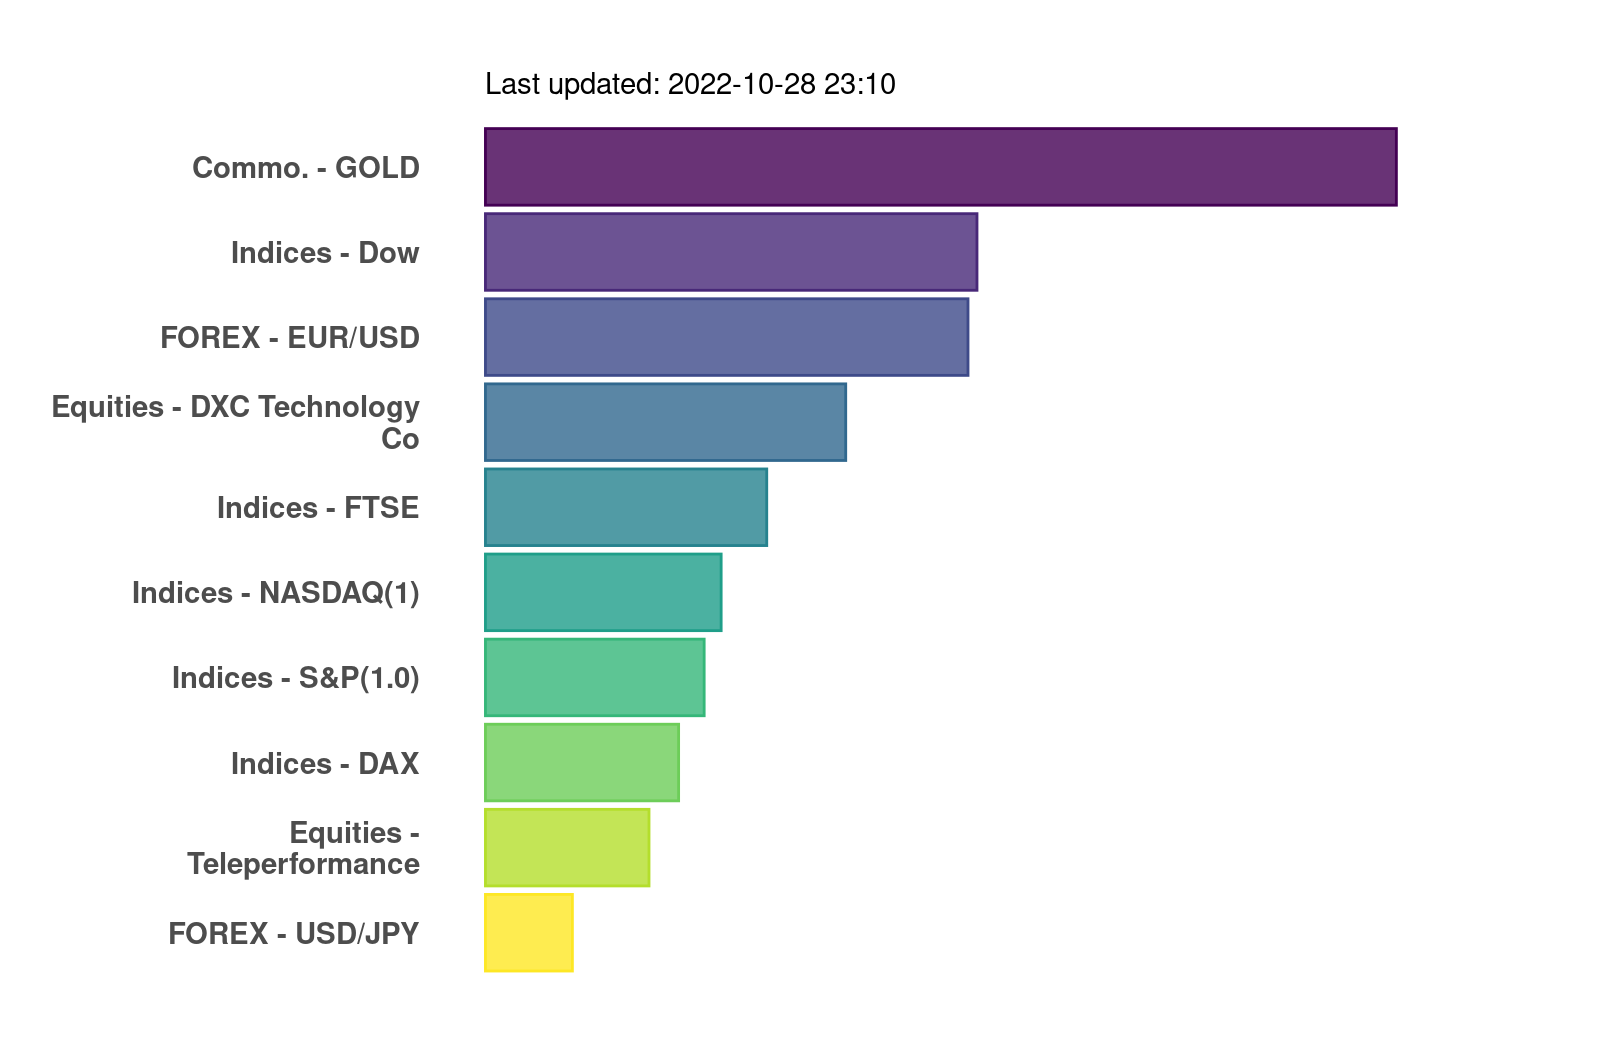 Last updated: 2022-10-28 23:10
Commo. - GOLD
Indices - Dow
FOREX - EUR/USD
Equities - DXC Technology
Co
Indices - FTSE
Indices - NASDAQ(1)
Indices - S&P(1.0)
Indices - DAX
Equities -
Teleperformance
FOREX - USD/JPY